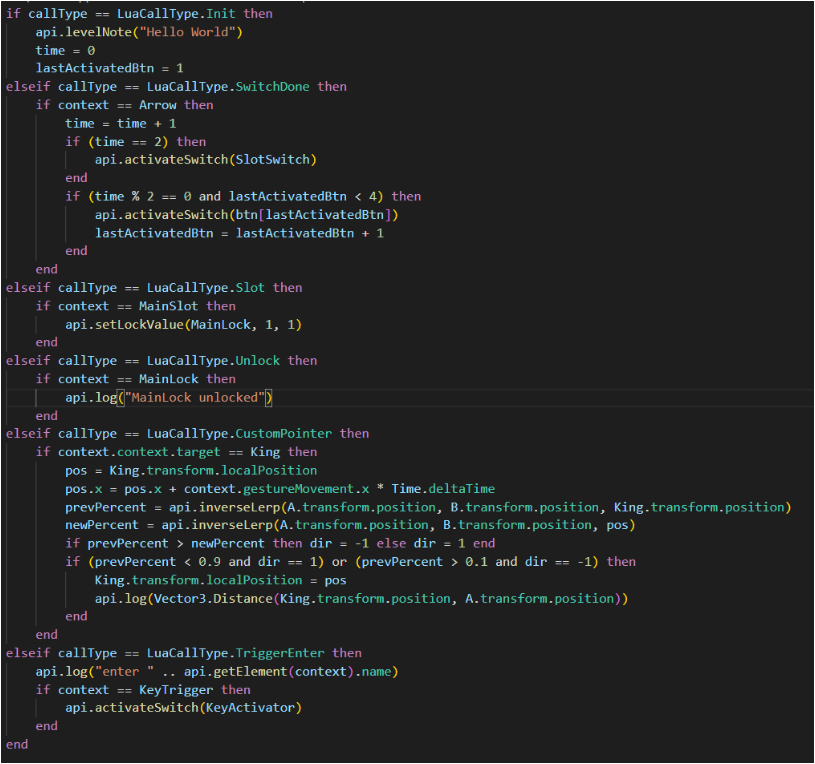 if callType == LuaCallType.Init then
    api.levelNote("Hello World")
    time = 0
    lastActivatedBtn = 1
elseif callType == LuaCallType.SwitchDone then
    if context == Arrow then
        time = time + 1
        if (time == 2) then
            api.activateSwitch(SlotSwitch)
        end
        if (time % 2 == 0 and lastActivatedBtn < 4) then
            api.activateSwitch(btn[lastActivatedBtn])
            lastActivatedBtn = lastActivatedBtn + 1
        end
    end
elseif callType == LuaCallType.Slot then
    if context == MainSlot then
        api.setLockValue(MainLock, 1, 1)
    end
elseif callType == LuaCallType.Unlock then
    if context == MainLock then
        api.log("MainLock unlocked")
    end
elseif callType == LuaCallType.CustomPointer then
    if context.context.target == King then
        pos = King.transform.localPosition
        pos.x = pos.x + context.gestureMovement.x * Time.deltaTime
        prevPercent = api.inverseLerp(A.transform.position, B.transform.position, King.transform.position)
        newPercent = api.inverseLerp(A.transform.position, B.transform.position, pos)
        if prevPercent > newPercent then dir = -1 else dir = 1 end
        if (prevPercent < 0.9 and dir == 1) or (prevPercent > 0.1 and dir == -1) then
            King.transform.localPosition = pos
            api.log(Vector3.Distance(King.transform.position, A.transform.position))
        end
    end
elseif callType == LuaCallType.TriggerEnter then
    api.log("enter " .. api.getElement(context).name)
    if context == KeyTrigger then
        api.activateSwitch(KeyActivator)
    end
end